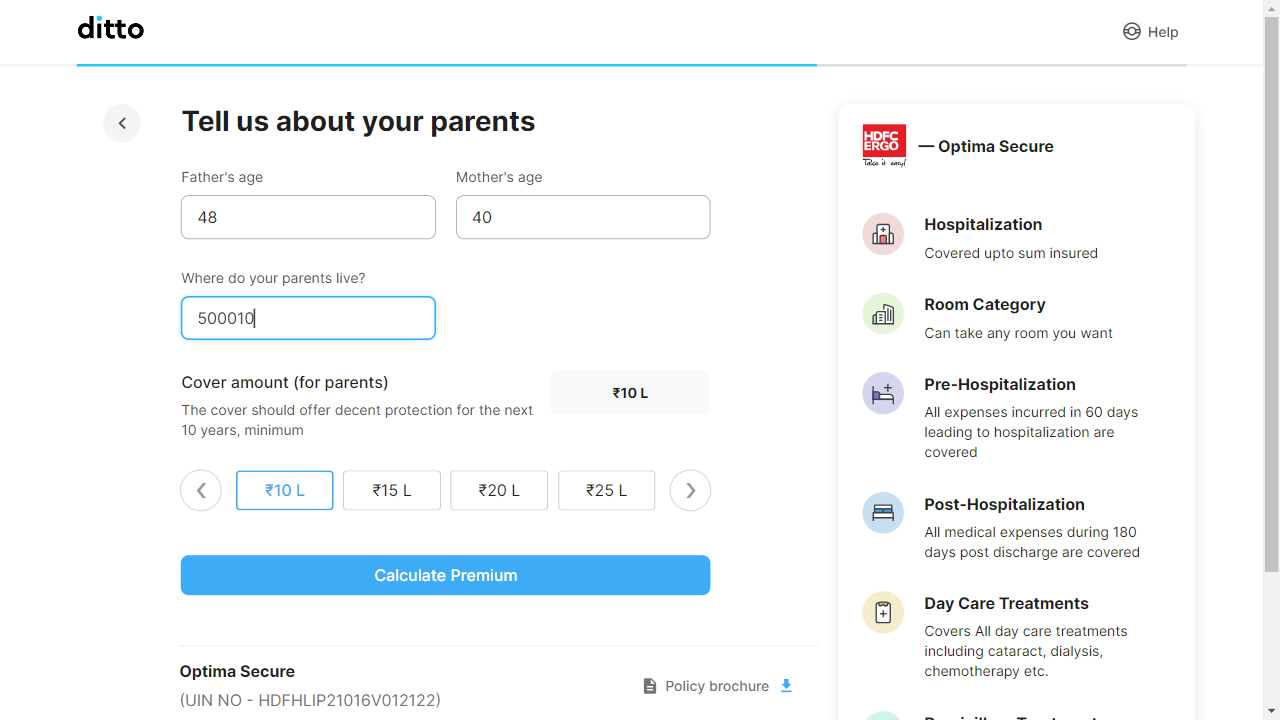 ditto
Help
Tell us about your parents
Father's age
Mother's age
48
40
Where do your parents live?
500010
Cover amount (for parents)
The cover should offer decent protection for the next
10 years, minimum
₹10 L
₹10 L
₹15 L
₹20 L
₹25 L
Calculate Premium
Optima Secure
(UIN NO - HDFHLIP21016V012122)
Policy brochure
HDFC
ERGO
Take it easy!
— Optima Secure
Hospitalization
Covered upto sum insured
Room Category
Can take any room you want
Pre-Hospitalization
All expenses incurred in 60 days
leading to hospitalization are
covered
Post-Hospitalization
All medical expenses during 180
days post discharge are covered
Day Care Treatments
Covers All day care treatments
including cataract, dialysis,
chemotherapy etc.